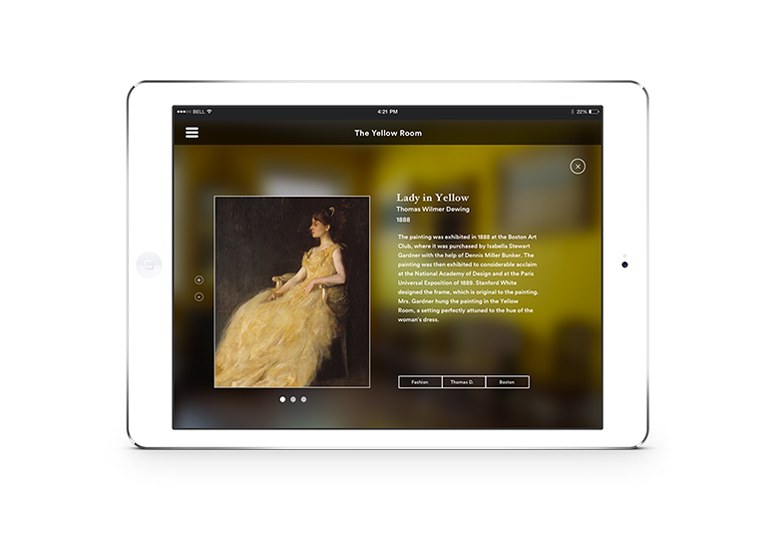 BELL
4:21 PM
22%
The Yellow Room
Lady in Yellow
Thomas Wilmer Dewing
1888
The painting was exhibited in 1888 at the Boston Art
Club, where it was purchased by Isabella Stewart
Gardner with the help of Dennis Miller Bunker. The
painting was then exhibited to considerable acclaim
at the National Academy of Design and at the Paris
Universal Exposition of 1889. Stanford White
designed the frame, which is original to the painting.
Mrs. Gardner hung the painting in the Yellow
Room, a setting perfectly attuned to the hue of the
woman's dress.
Fashion
Thomas D.
Boston